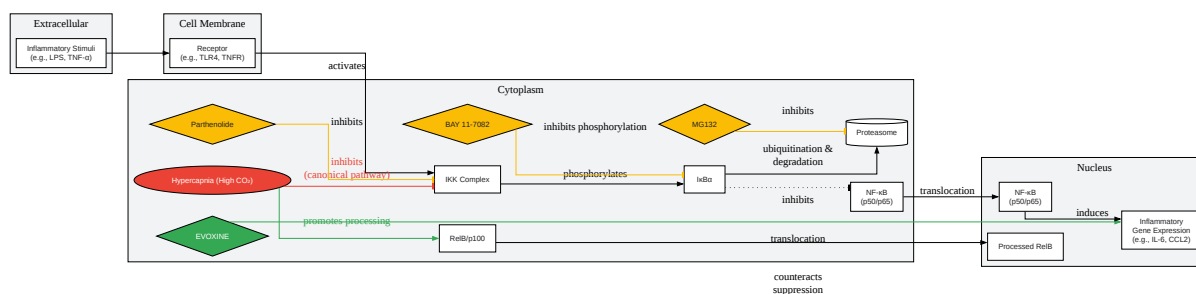 Extracellular
Inflammatory Stimuli
(e.g., LPS, TNF-α)
Cell Membrane
Receptor
(e.g., TLR4, TNFR)
activates
Cytoplasm
Parthenolide
inhibits
BAY 11-7082
inhibits phosphorylation
MG132
inhibits
Proteasome
ubiquitination &
degradation
Hypercapnia (High CO₂)
inhibits
(canonical pathway)
IKK Complex
phosphorylates
IκBα
inhibits
NF-κB
(p50/p65)
translocation
EVOXINE
promotes processing
RelB/p100
translocation
Nucleus
NF-κB
(p50/p65)
induces
Inflammatory
Gene Expression
(e.g., IL-6, CCL2)
Processed RelB
counteracts
suppression